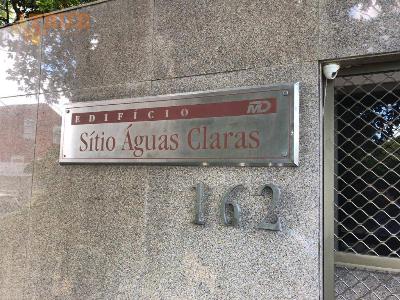 EDIFÍCIO MD
Sítio Águas Claras
162